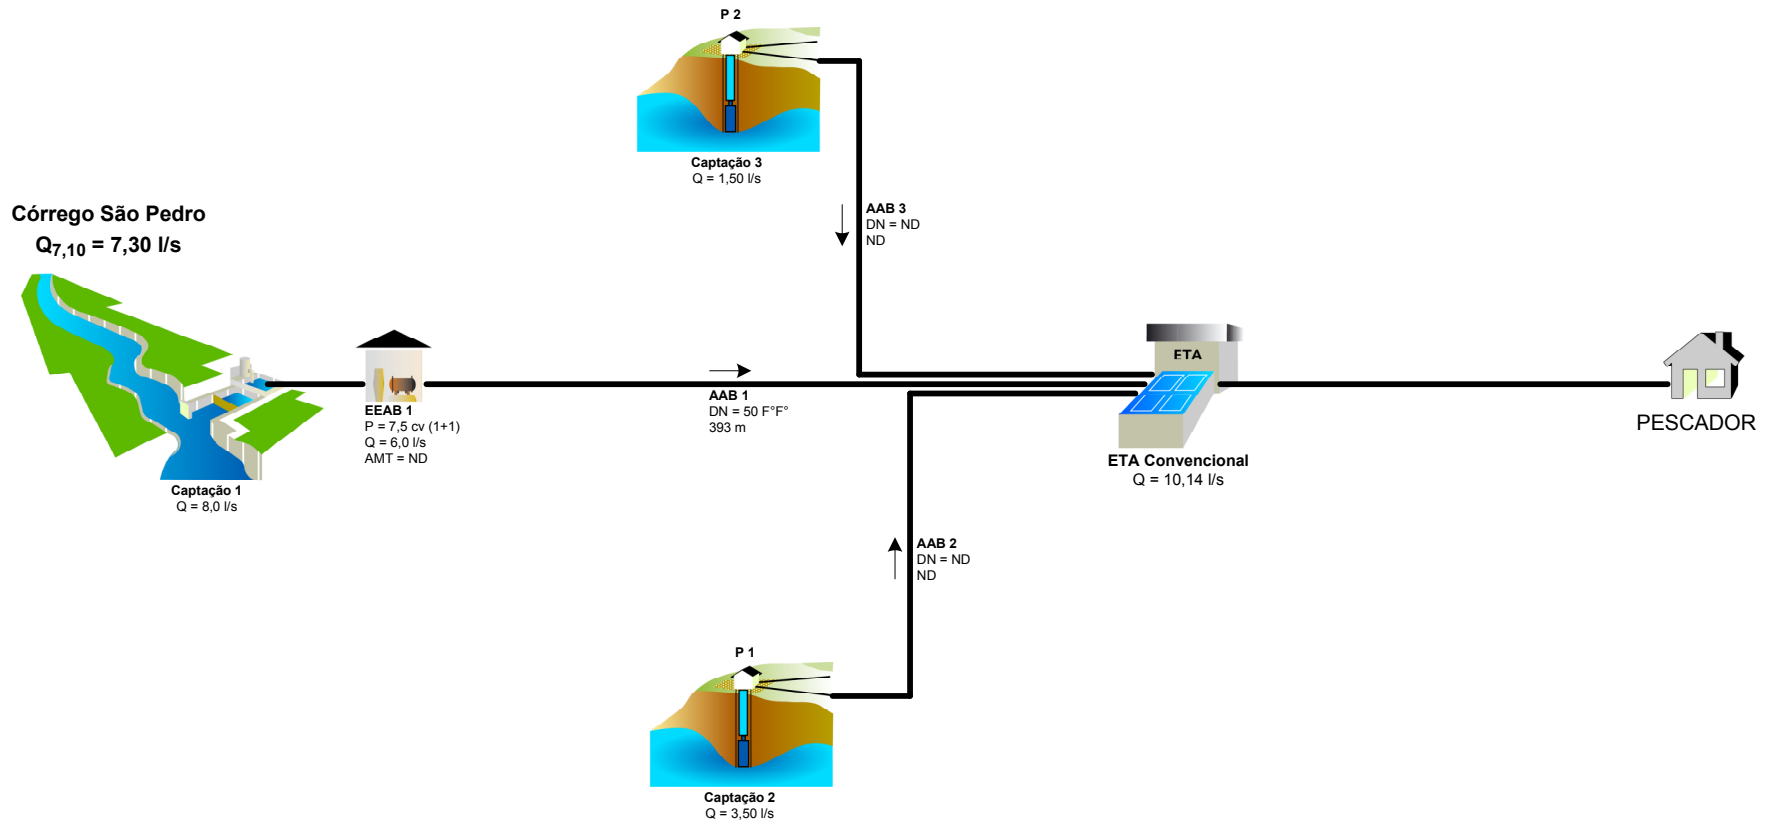 P 2
Captação 3
Q = 1,50 l/s
Córrego São Pedro
Q7,10 = 7,30 l/s
AAB 3
DN = ND
ND
ETA
EEAB 1
P = 7,5 cv (1+1)
Q = 6,0 l/s
AMT = ND
AAB 1
DN = 50 F°F°
393 m
PESCADOR
ETA Convencional
Q = 10,14 l/s
Captação 1
Q = 8,0 l/s
AAB 2
DN = ND
ND
P 1
Captação 2
Q = 3,50 l/s